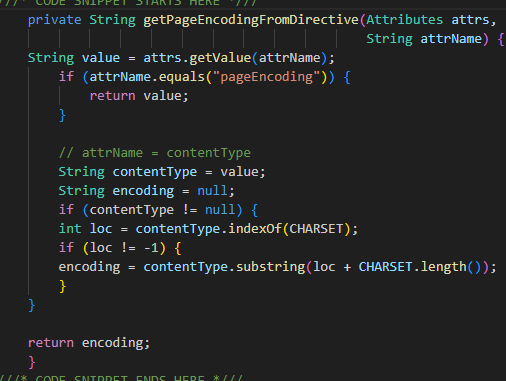 ///* CODE SNIPPET STARTS HERE *///
private String getPageEncodingFromDirective(Attributes attrs,
String attrName) {
String value = attrs.getValue(attrName);
if (attrName.equals("pageEncoding")) {
return value;
}
// attrName = contentType
String contentType = value;
String encoding = null;
if (contentType != null) {
int loc = contentType.indexOf(CHARSET);
if (loc != -1) {
encoding = contentType.substring(loc + CHARSET.length());
}
}
return encoding;
}
///* CODE SNIPPET ENDS HERE *///